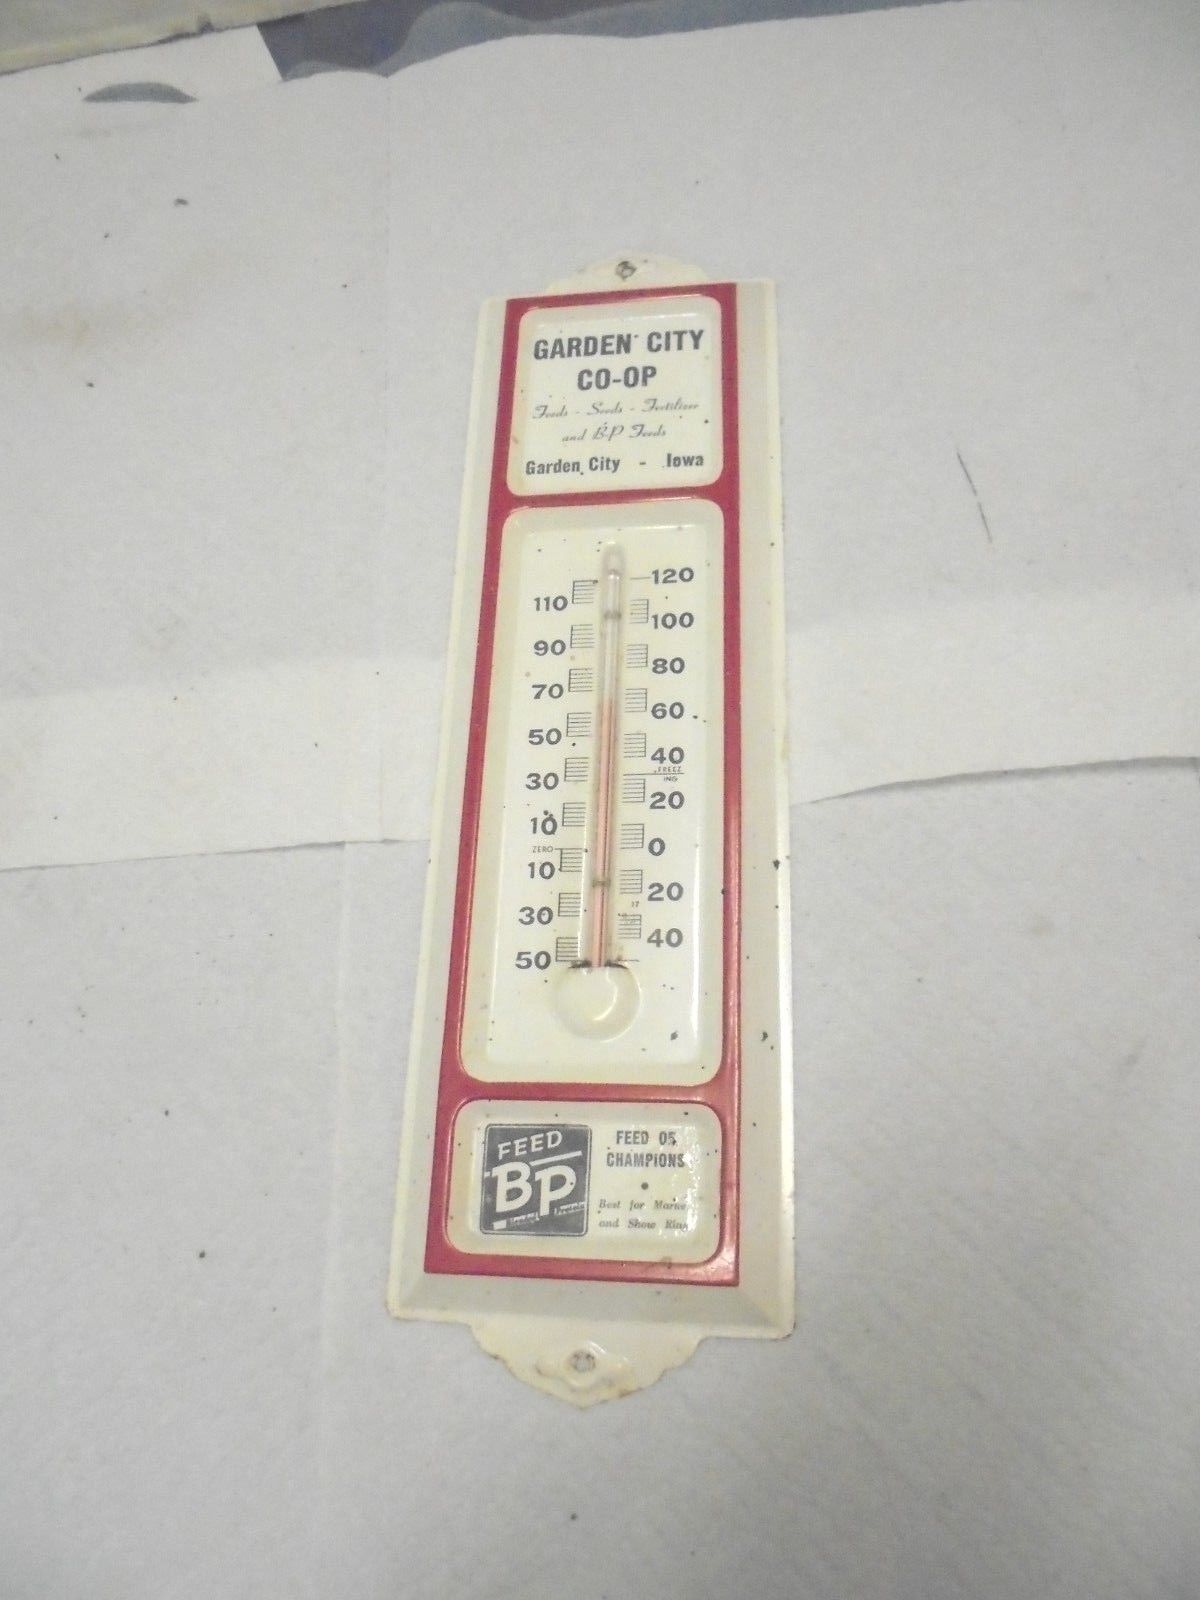 GARDEN CITY
CO-OP
Feeds - Seeds - Fertilizer
and B-P Feeds
Garden City - Iowa
120
110
100
90
80
70
60
50
40
FREEZ
ING
30
20
10
ZERO
0
10
20
17
30
40
50
FEED
BP
FEED OF
CHAMPIONS
Best for Market
and Show Ring